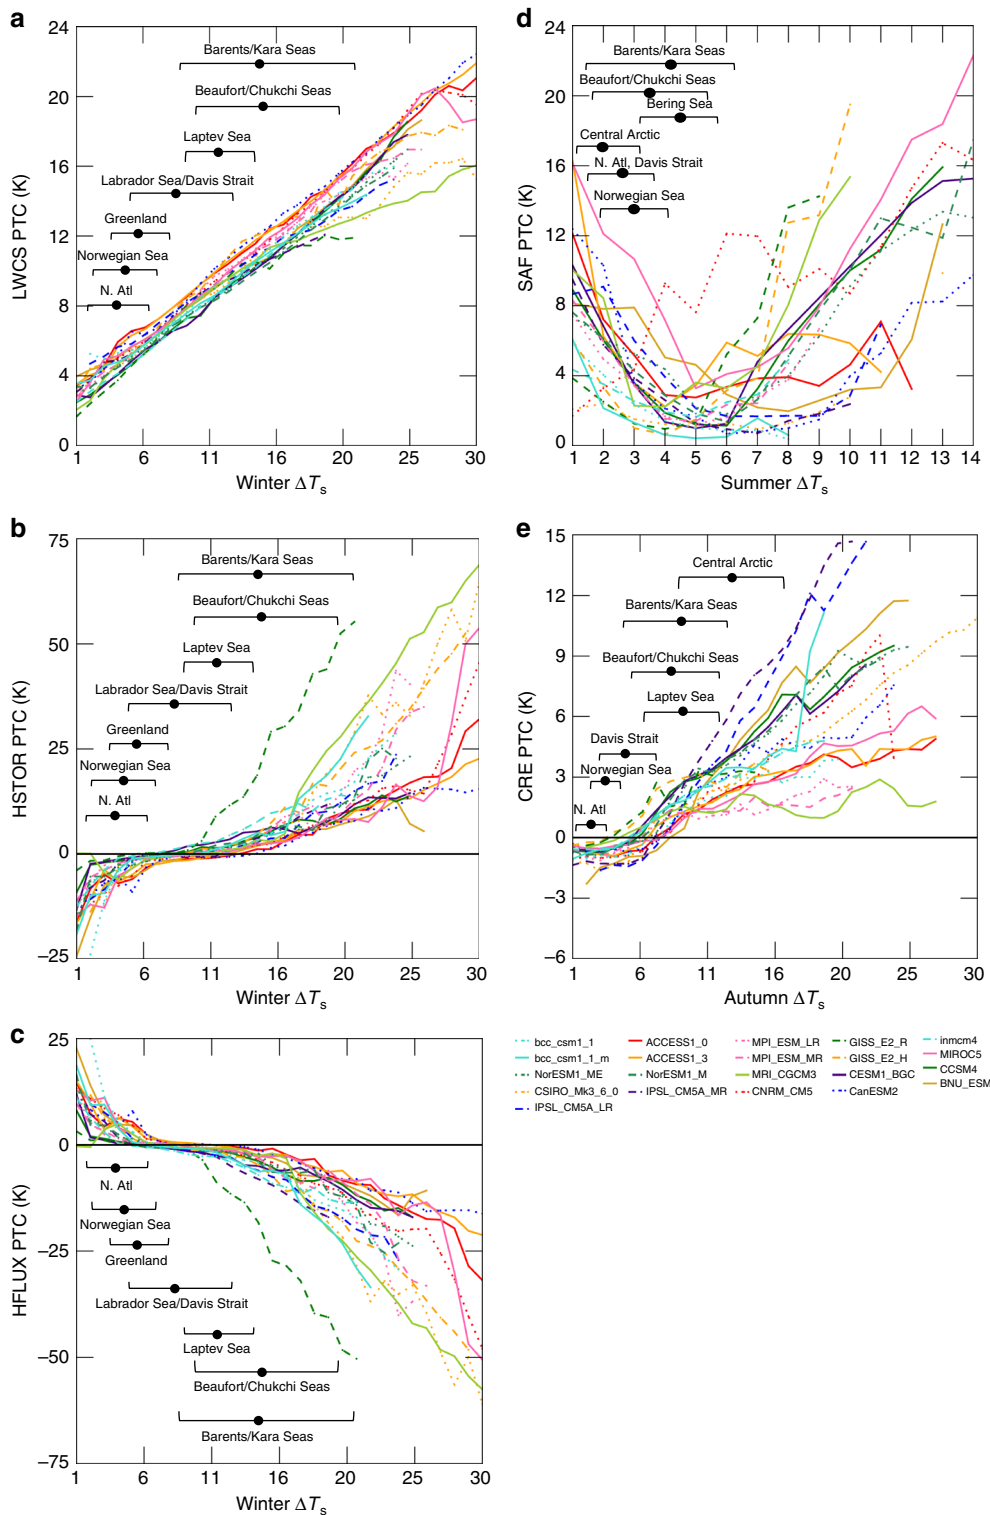 a
24
20
16
12
8
4
0
LWCS PTC (K)
Barents/Kara Seas
Beaufort/Chukchi Seas
Laptev Sea
Labrador Sea/Davis Strait
Greenland
Norwegian Sea
N. Atl
1 6 11 16 20 25 30
Winter ΔTs
d
24
20
16
12
8
4
0
SAF PTC (K)
Barents/Kara Seas
Beaufort/Chukchi Seas
Bering Sea
Central Arctic
N. Atl, Davis Strait
Norwegian Sea
1 2 3 4 5 6 7 8 9 10 11 12 13 14
Summer ΔTs
b
75
50
25
0
−25
HSTOR PTC (K)
Barents/Kara Seas
Beaufort/Chukchi Seas
Laptev Sea
Labrador Sea/Davis Strait
Greenland
Norwegian Sea
N. Atl
1 6 11 16 20 25 30
Winter ΔTs
e
15
12
9
6
3
0
−3
−6
CRE PTC (K)
Central Arctic
Barents/Kara Seas
Beaufort/Chukchi Seas
Laptev Sea
Davis Strait
Norwegian Sea
N. Atl
1 6 11 16 20 25 30
Autumn ΔTs
c
25
0
−25
−50
−75
HFLUX PTC (K)
N. Atl
Norwegian Sea
Greenland
Labrador Sea/Davis Strait
Laptev Sea
Beaufort/Chukchi Seas
Barents/Kara Seas
1 6 11 16 20 25 30
Winter ΔTs
bcc_csm1_1
bcc_csm1_1_m
NorESM1_ME
CSIRO_Mk3_6_0
IPSL_CM5A_LR
ACCESS1_0
ACCESS1_3
NorESM1_M
IPSL_CM5A_MR
MPI_ESM_LR
MPI_ESM_MR
MRI_CGCM3
CNRM_CM5
GISS_E2_R
GISS_E2_H
CESM1_BGC
CanESM2
inmcm4
MIROC5
CCSM4
BNU_ESM